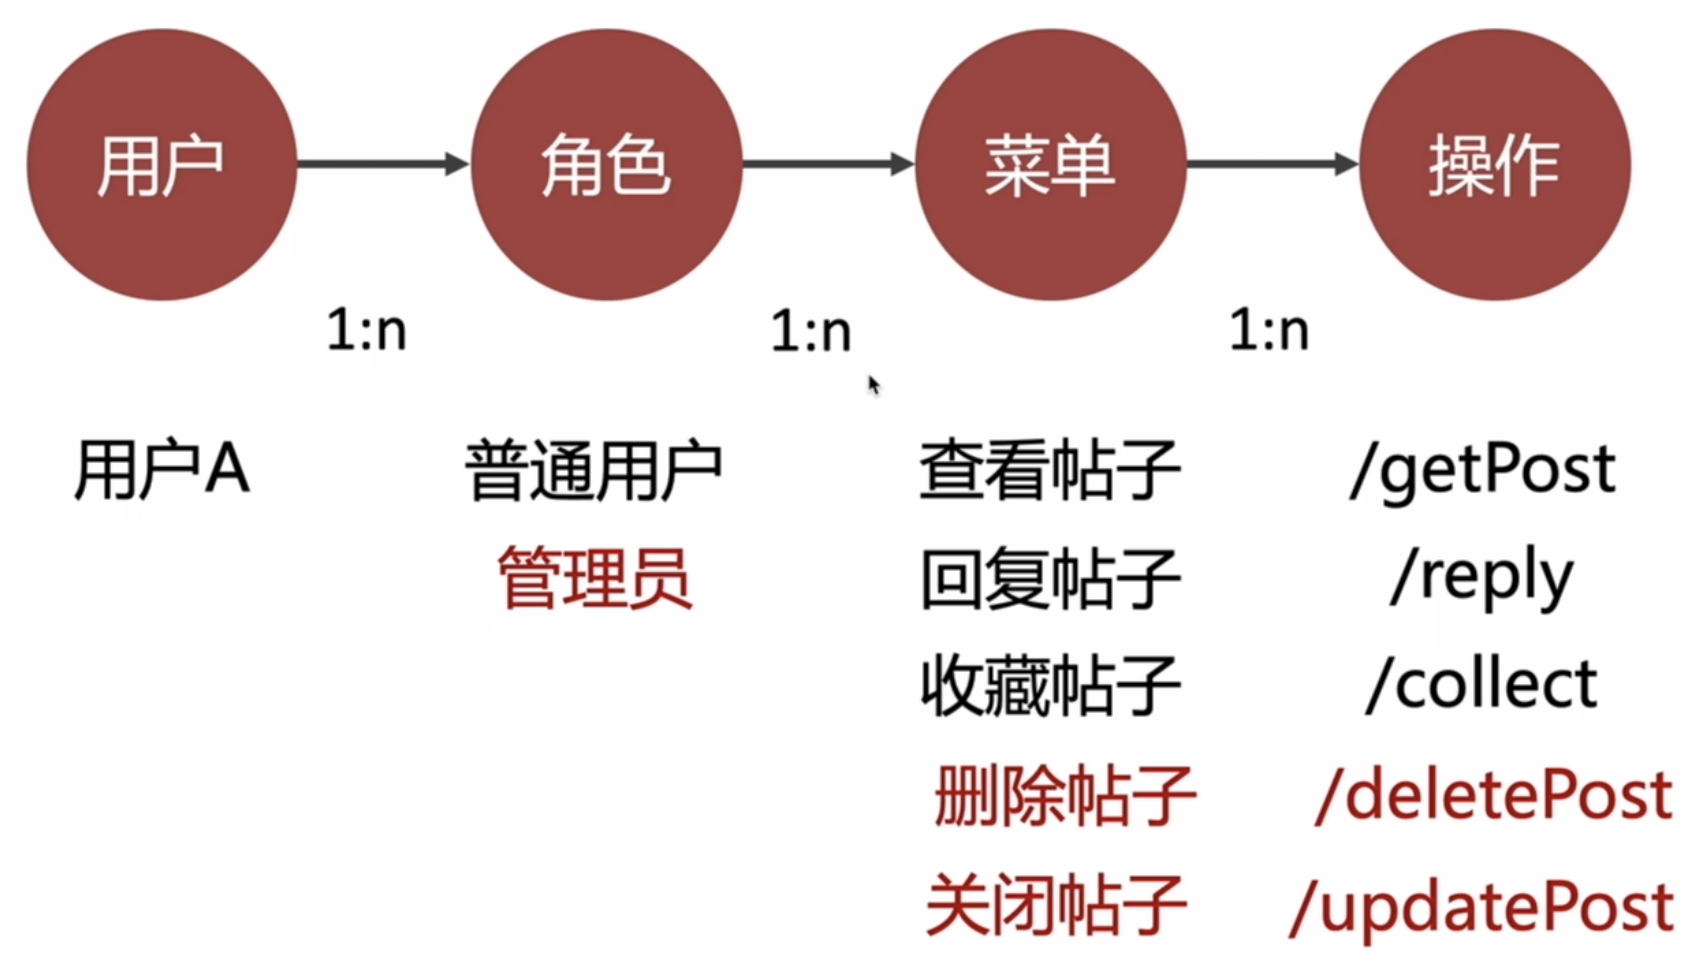 用户 角色 菜单 操作
1:n 1:n 1:n
用户A 普通用户 查看帖子 /getPost
管理员 回复帖子 /reply
收藏帖子 /collect
删除帖子 /deletePost
关闭帖子 /updatePost